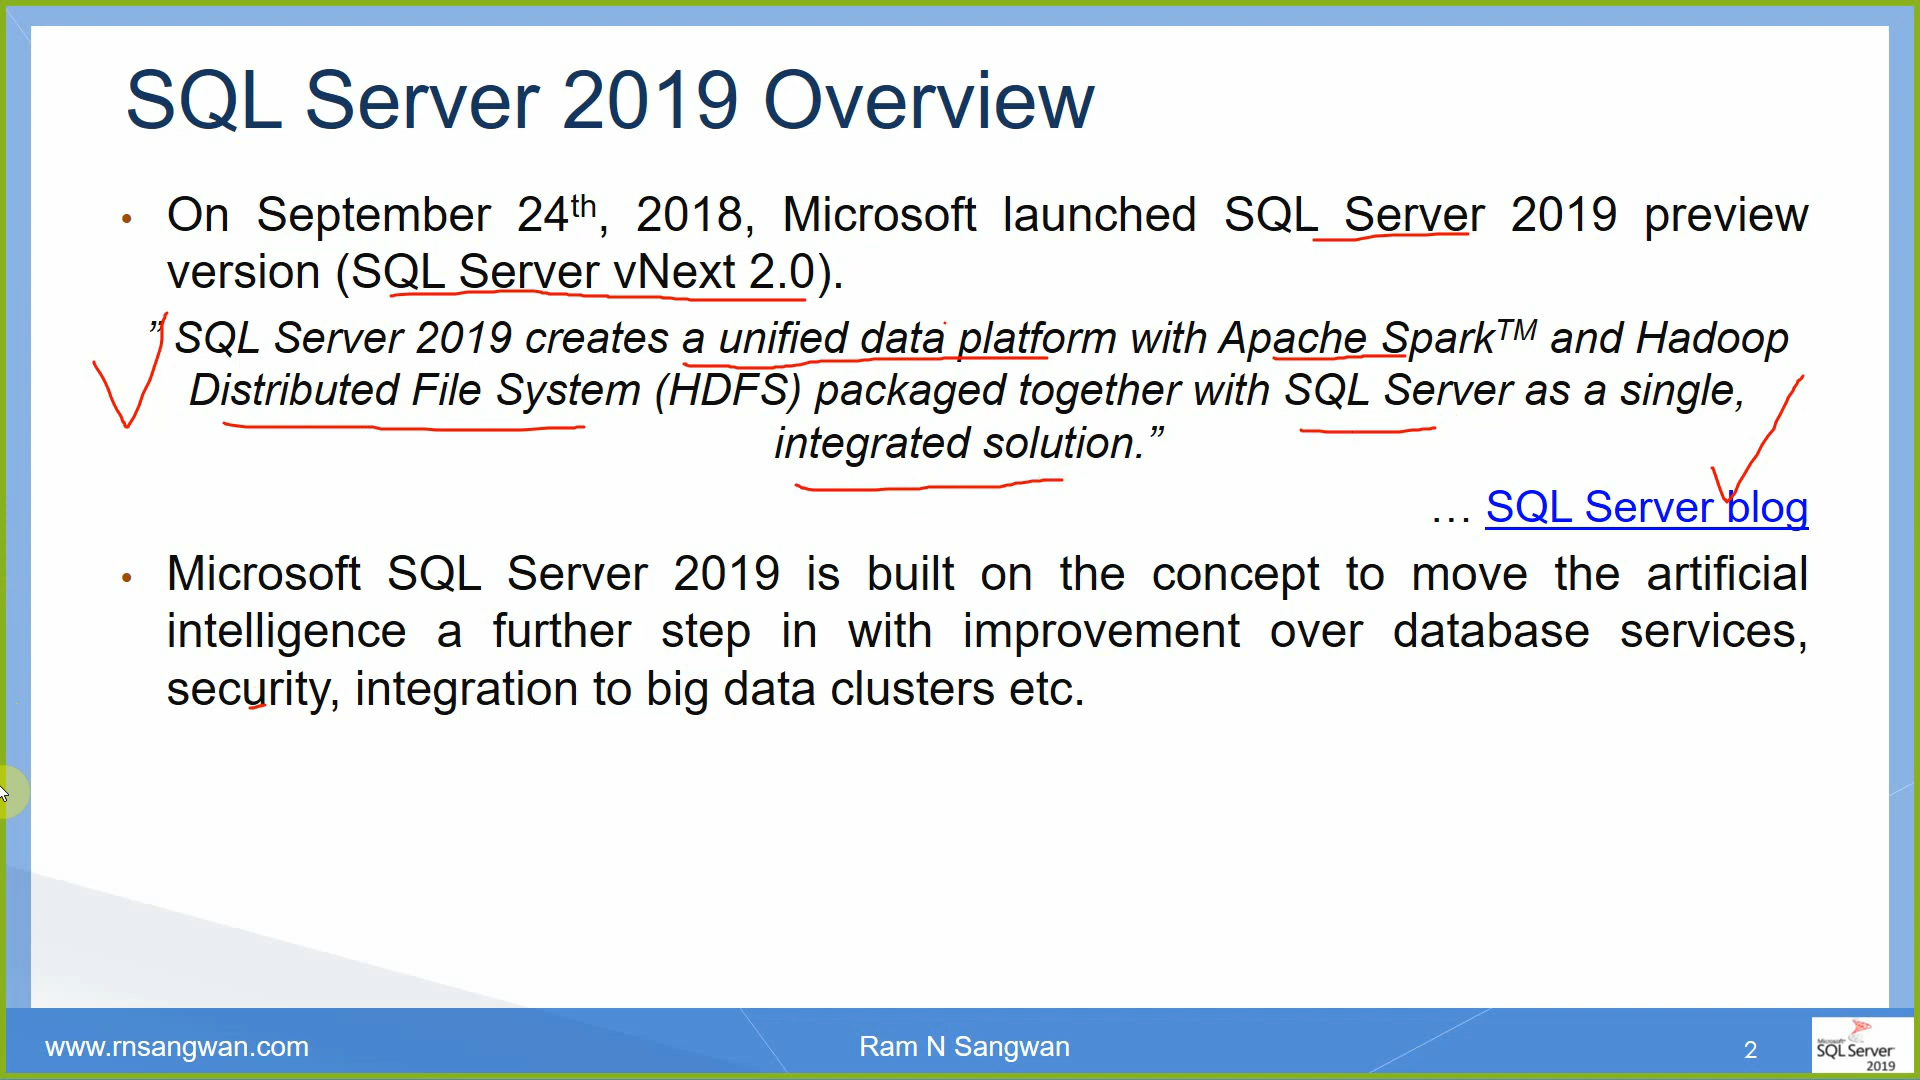 SQL Server 2019 Overview
• On September 24th, 2018, Microsoft launched SQL Server 2019 preview
version (SQL Server vNext 2.0).
” SQL Server 2019 creates a unified data platform with Apache Spark™ and Hadoop
Distributed File System (HDFS) packaged together with SQL Server as a single,
integrated solution.”
… SQL Server blog
• Microsoft SQL Server 2019 is built on the concept to move the artificial
intelligence a further step in with improvement over database services,
security, integration to big data clusters etc.
www.rnsangwan.com
Ram N Sangwan
2
Microsoft
SQL Server
2019